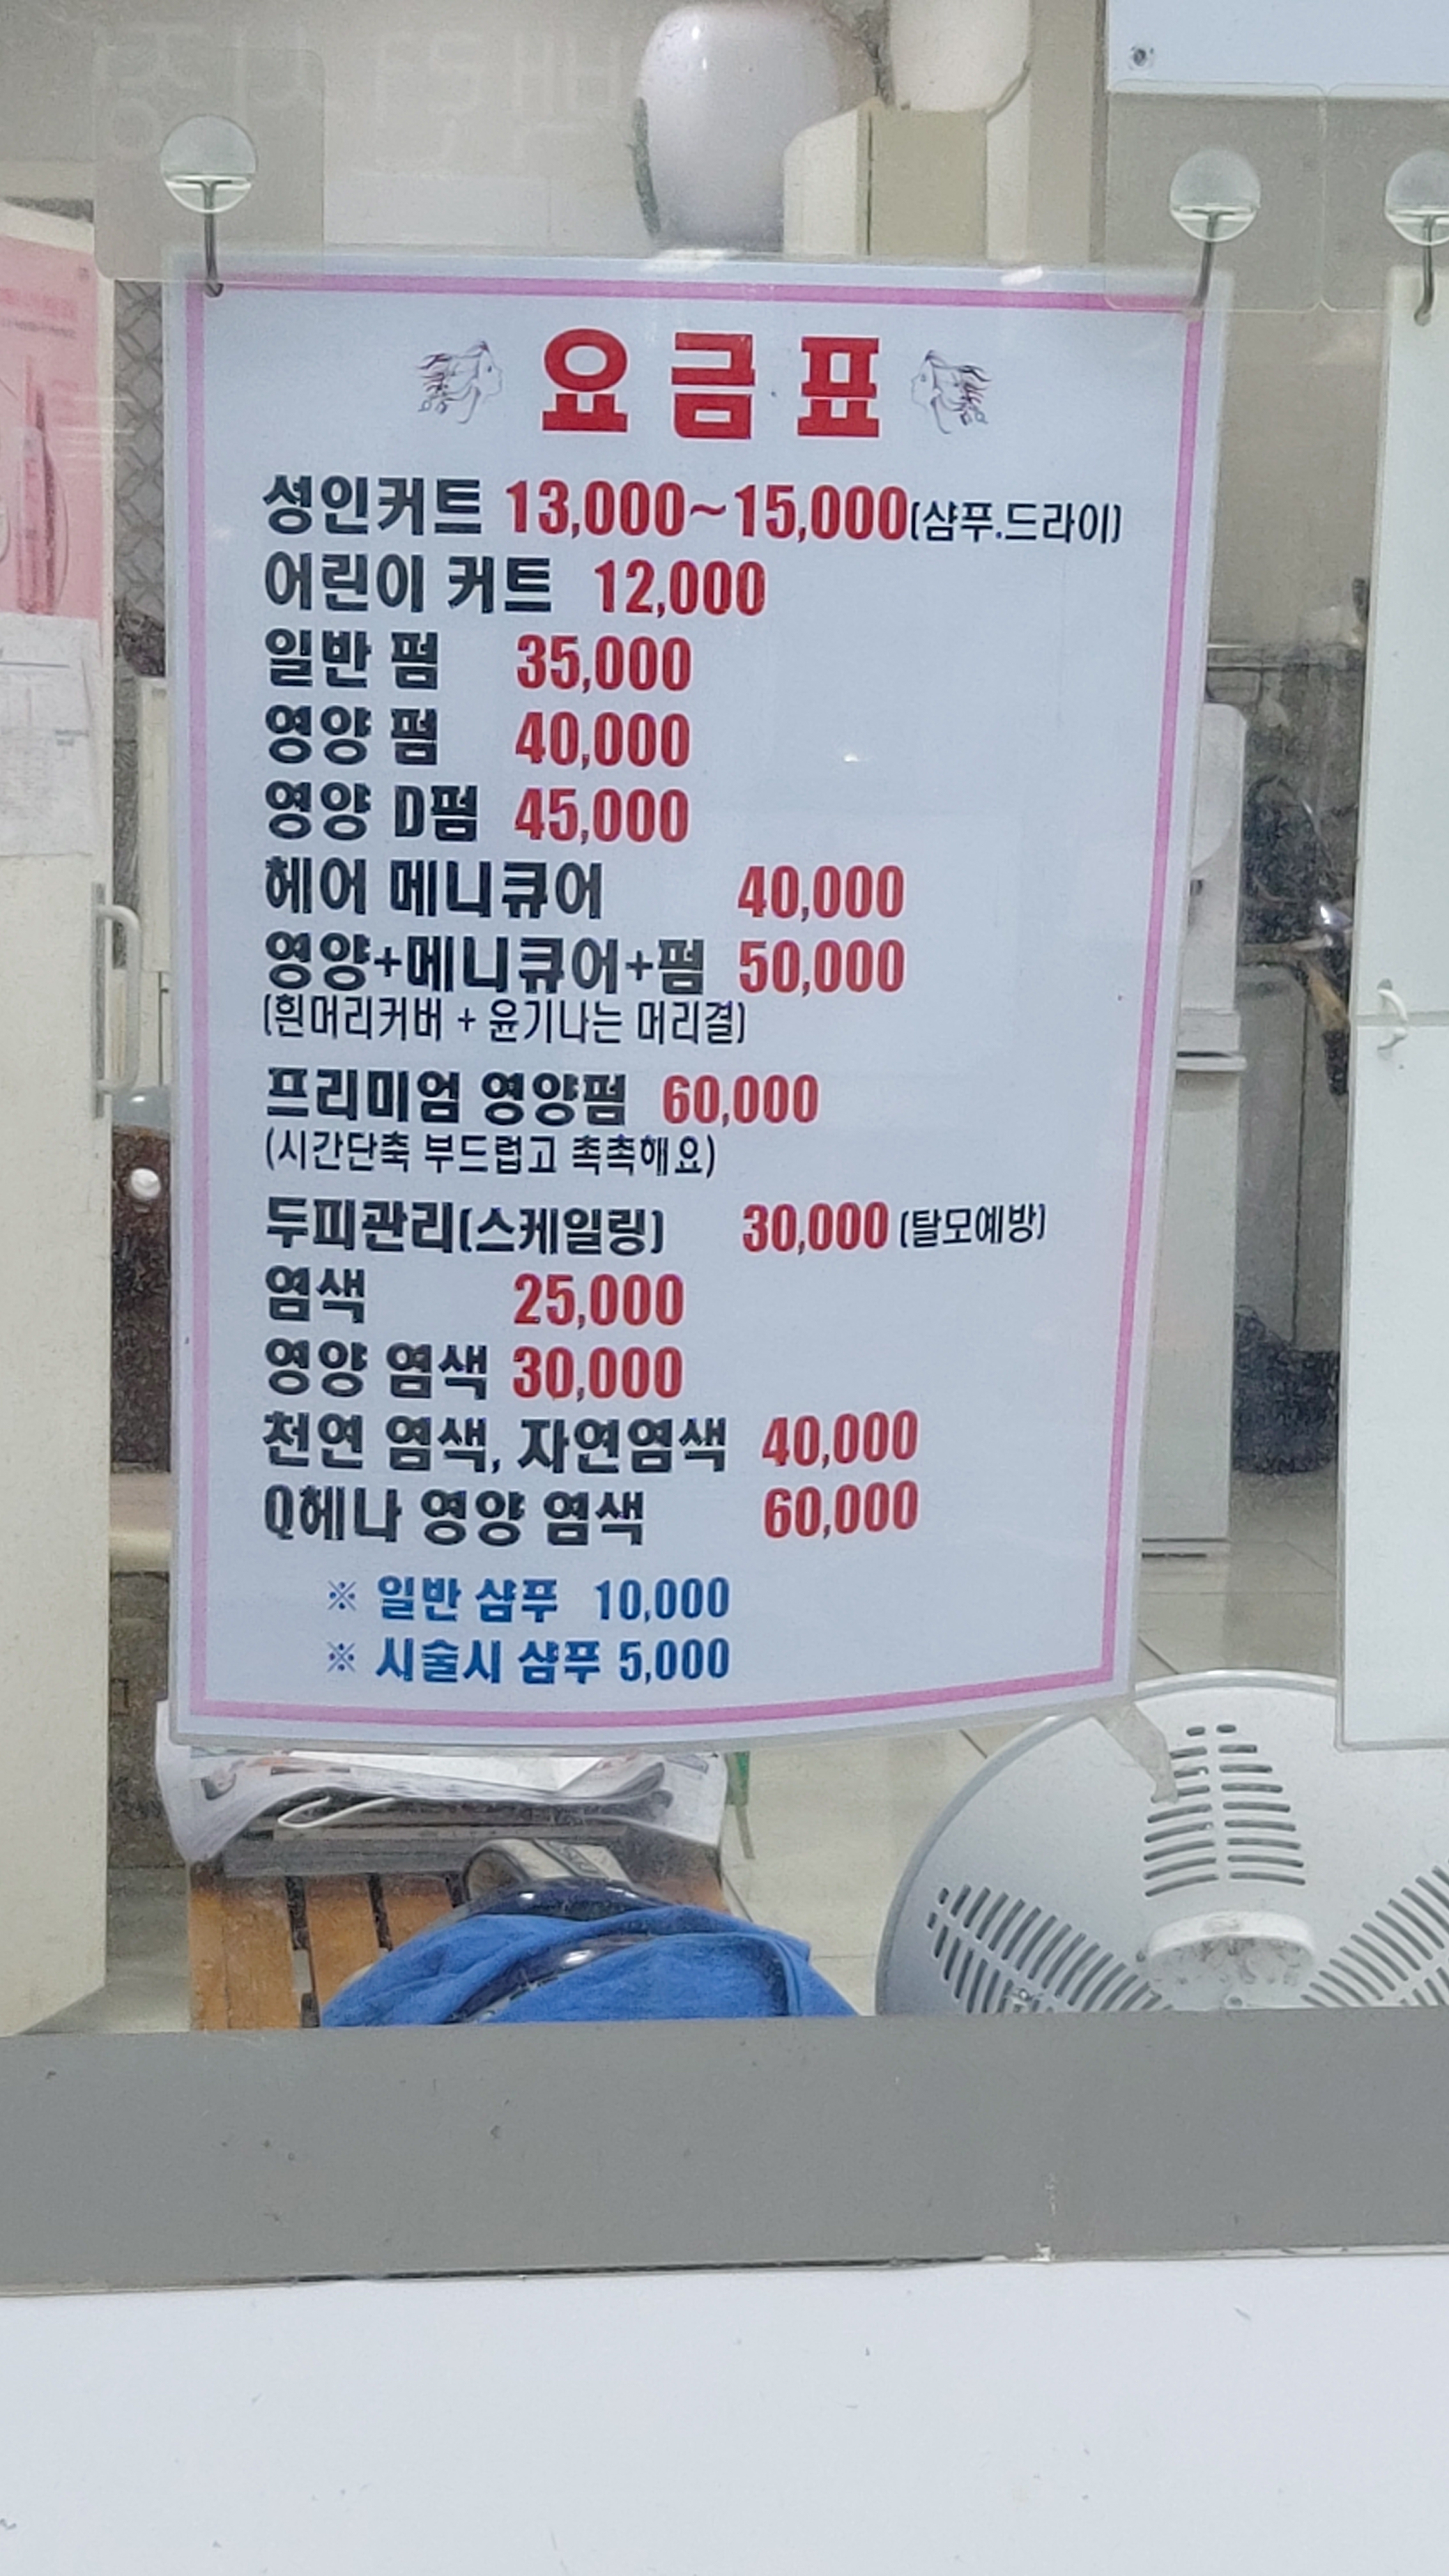 요금표
성인커트 13,000~15,000(샴푸.드라이)
어린이 커트 12,000
일반 펌 35,000
영양 펌 40,000
영양 D펌 45,000
헤어 메니큐어 40,000
영양+메니큐어+펌 50,000
(흰머리커버 + 윤기나는 머리결)
프리미엄 영양펌 60,000
(시간단축 부드럽고 촉촉해요)
두피관리(스케일링) 30,000 (탈모예방)
염색 25,000
영양 염색 30,000
천연 염색, 자연염색 40,000
Q헤나 영양 염색 60,000
※ 일반 샴푸 10,000
※ 시술시 샴푸 5,000